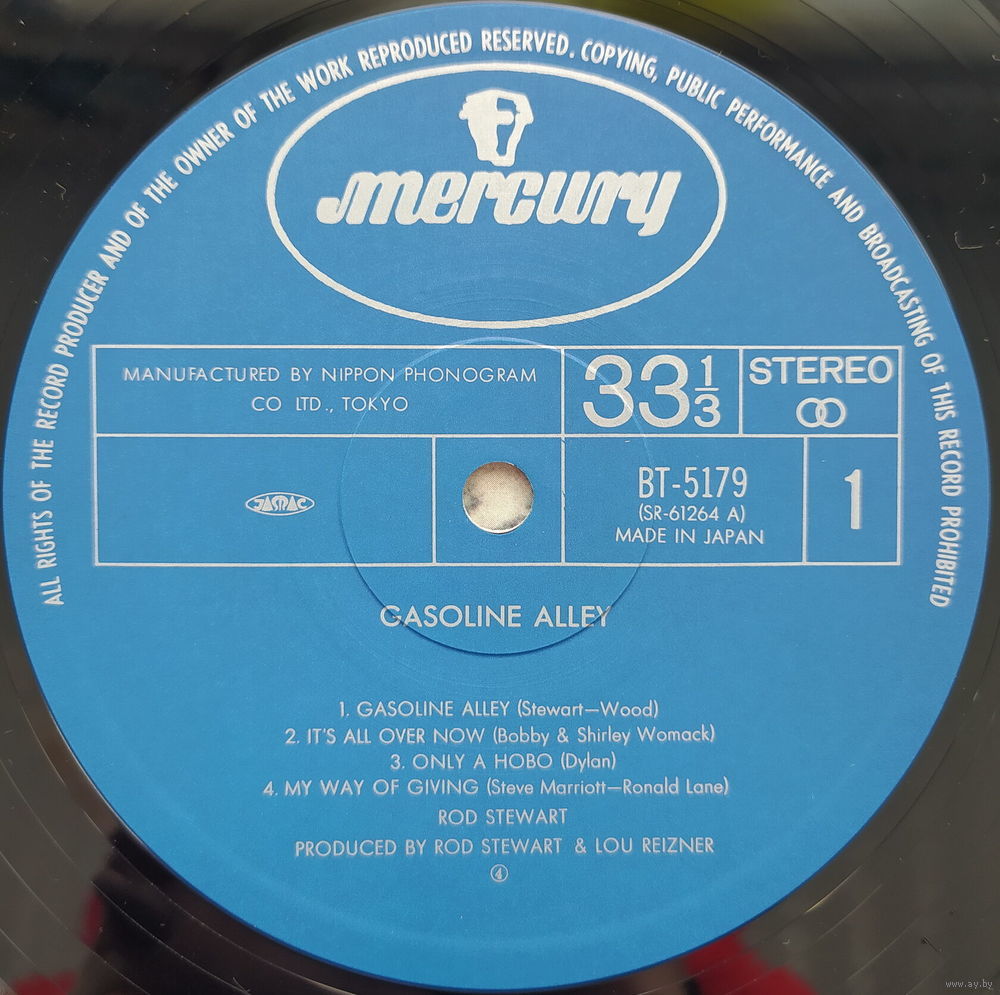 ALL RIGHTS OF THE RECORD PRODUCER AND OF THE OWNER OF THE WORK REPRODUCED RESERVED. COPYING, PUBLIC PERFORMANCE AND BROADCASTING OF THIS RECORD PROHIBITED
mercury
MANUFACTURED BY NIPPON PHONOGRAM
CO LTD., TOKYO
33 1/3
STEREO
JASRAC
BT-5179
(SR-61264 A)
MADE IN JAPAN
1
GASOLINE ALLEY
1. GASOLINE ALLEY (Stewart—Wood)
2. IT'S ALL OVER NOW (Bobby & Shirley Womack)
3. ONLY A HOBO (Dylan)
4. MY WAY OF GIVING (Steve Marriott—Ronald Lane)
ROD STEWART
PRODUCED BY ROD STEWART & LOU REIZNER
④
www.ay.by